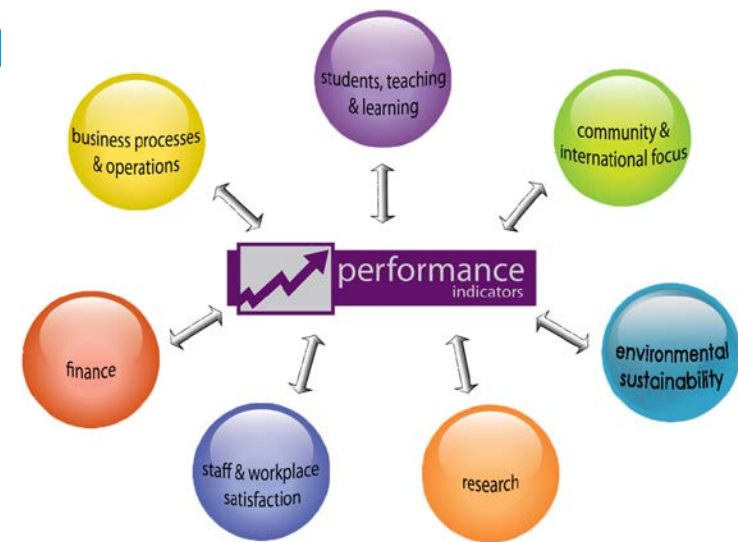 students, teaching
& learning
business processes
& operations
community &
international focus
performance
indicators
finance
environmental
sustainability
staff & workplace
satisfaction
research